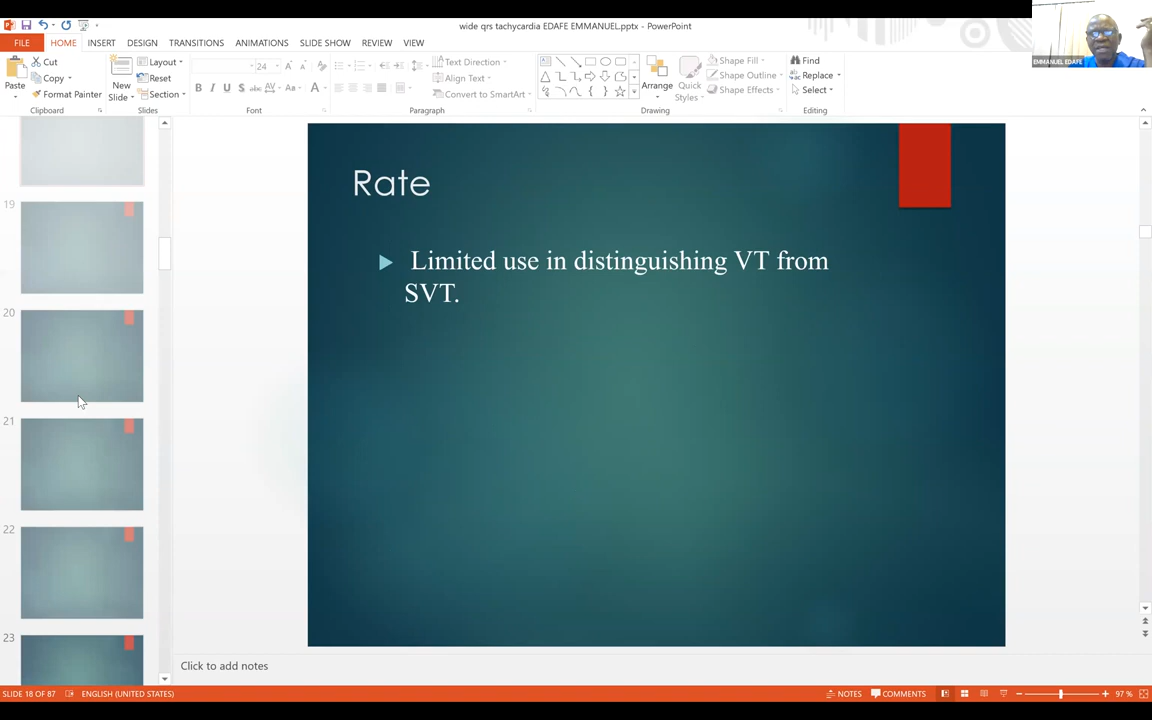 wide qrs tachycardia EDAFE EMMANUEL.pptx - PowerPoint
EMMANUEL EDAFE
FILE HOME INSERT DESIGN TRANSITIONS ANIMATIONS SLIDE SHOW REVIEW VIEW
Paste
Cut
Copy
Format Painter
Clipboard
New
Slide
Layout
Reset
Section
Slides
24
Font
Text Direction
Align Text
Convert to SmartArt
Paragraph
Arrange
Quick
Styles
Shape Fill
Shape Outline
Shape Effects
Drawing
Find
Replace
Select
Editing
19
20
21
22
23
Rate
Limited use in distinguishing VT from
SVT.
Click to add notes
SLIDE 18 OF 87 ENGLISH (UNITED STATES) NOTES COMMENTS 97 %